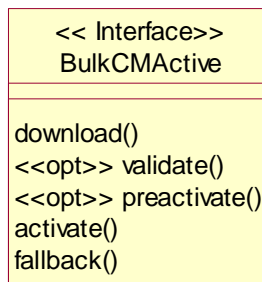 << Interface>>
BulkCMActive
download()
<<opt>> validate()
<<opt>> preactivate()
activate()
fallback()